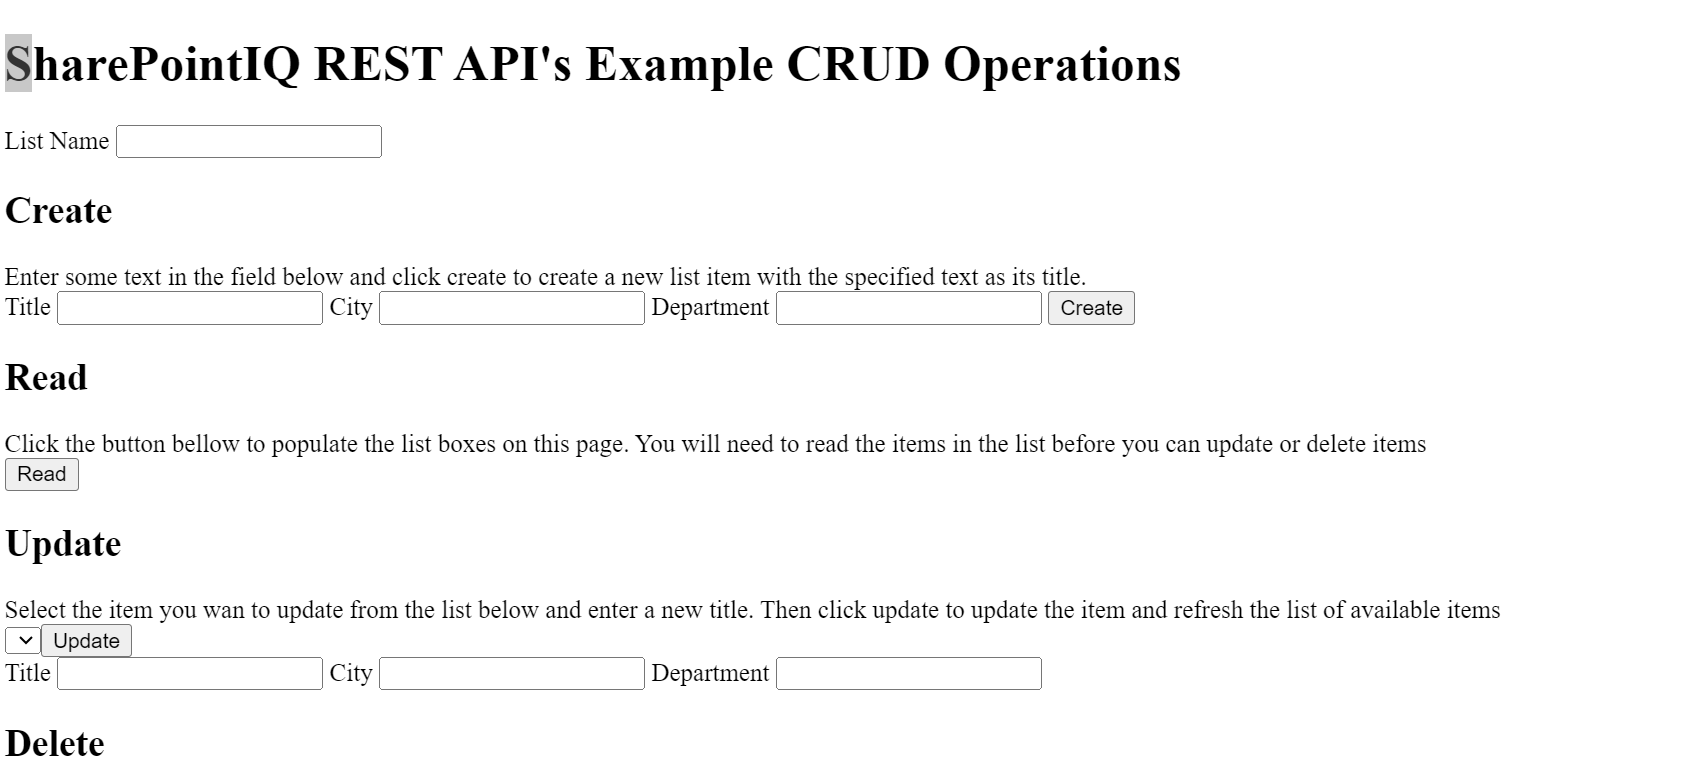 SharePointIQ REST API's Example CRUD Operations
List Name
Create
Enter some text in the field below and click create to create a new list item with the specified text as its title.
Title City Department Create
Read
Click the button bellow to populate the list boxes on this page. You will need to read the items in the list before you can update or delete items
Read
Update
Select the item you wan to update from the list below and enter a new title. Then click update to update the item and refresh the list of available items
Update
Title City Department
Delete